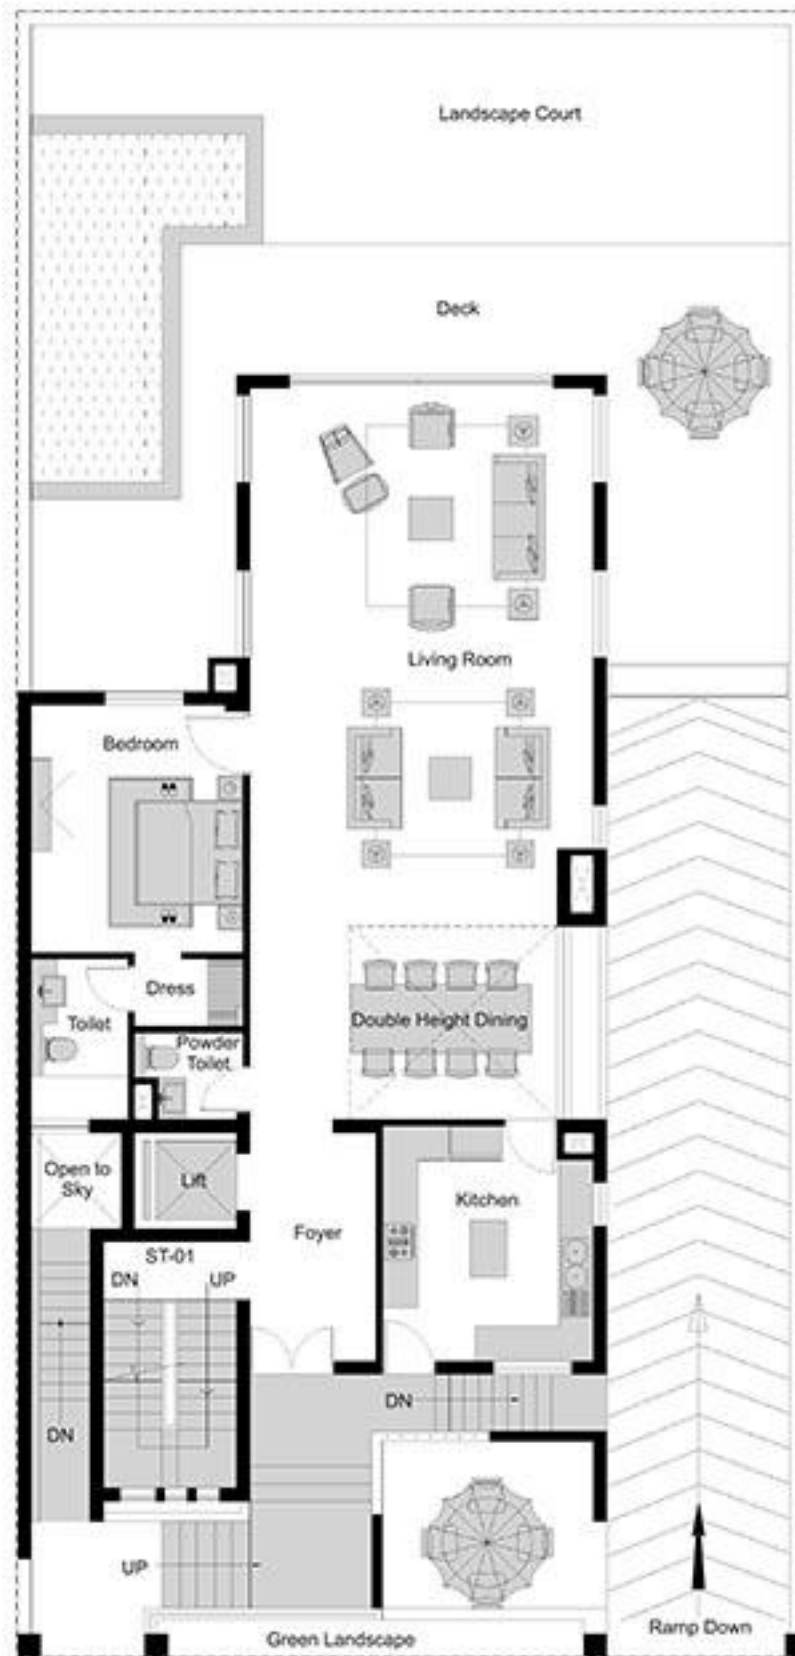 Landscape Court
Deck
Living Room
Bedroom
Dress
Toilet
Double Height Dining
Powder
Toilet
Open to
Sky
Lift
Kitchen
Foyer
ST-01
DN
UP
DN
DN
UP
Ramp Down
Green Landscape